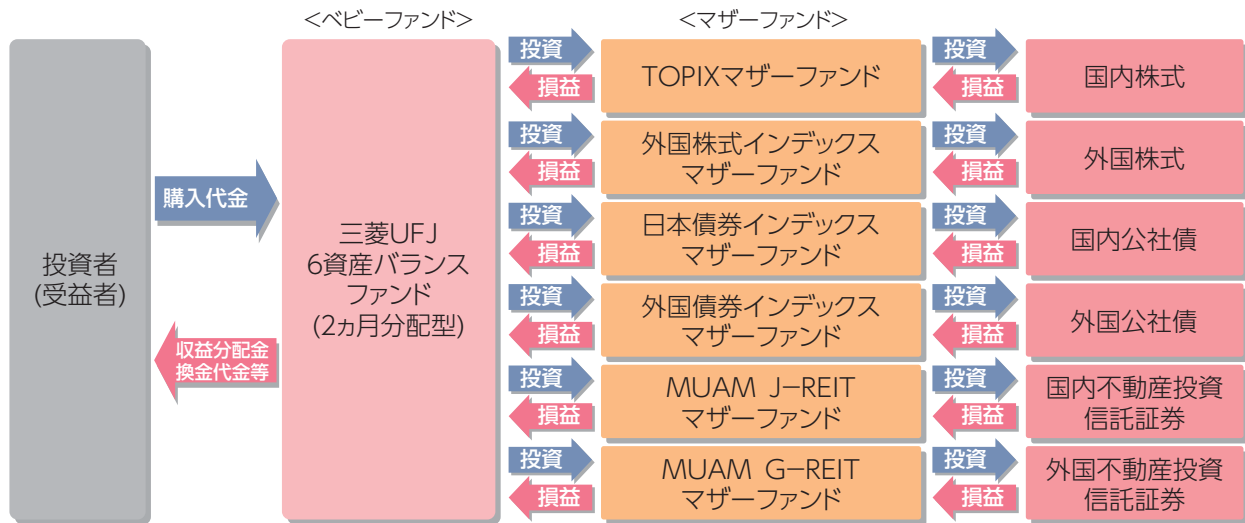 <ベビーファンド>
<マザーファンド>
投資者
(受益者)
購入代金
収益分配金
換金代金等
三菱UFJ
6資産バランス
ファンド
(2ヵ月分配型)
投資
損益
TOPIXマザーファンド
投資
損益
国内株式
投資
損益
外国株式インデックス
マザーファンド
投資
損益
外国株式
投資
損益
日本債券インデックス
マザーファンド
投資
損益
国内公社債
投資
損益
外国債券インデックス
マザーファンド
投資
損益
外国公社債
投資
損益
MUAM J−REIT
マザーファンド
投資
損益
国内不動産投資
信託証券
投資
損益
MUAM G−REIT
マザーファンド
投資
損益
外国不動産投資
信託証券